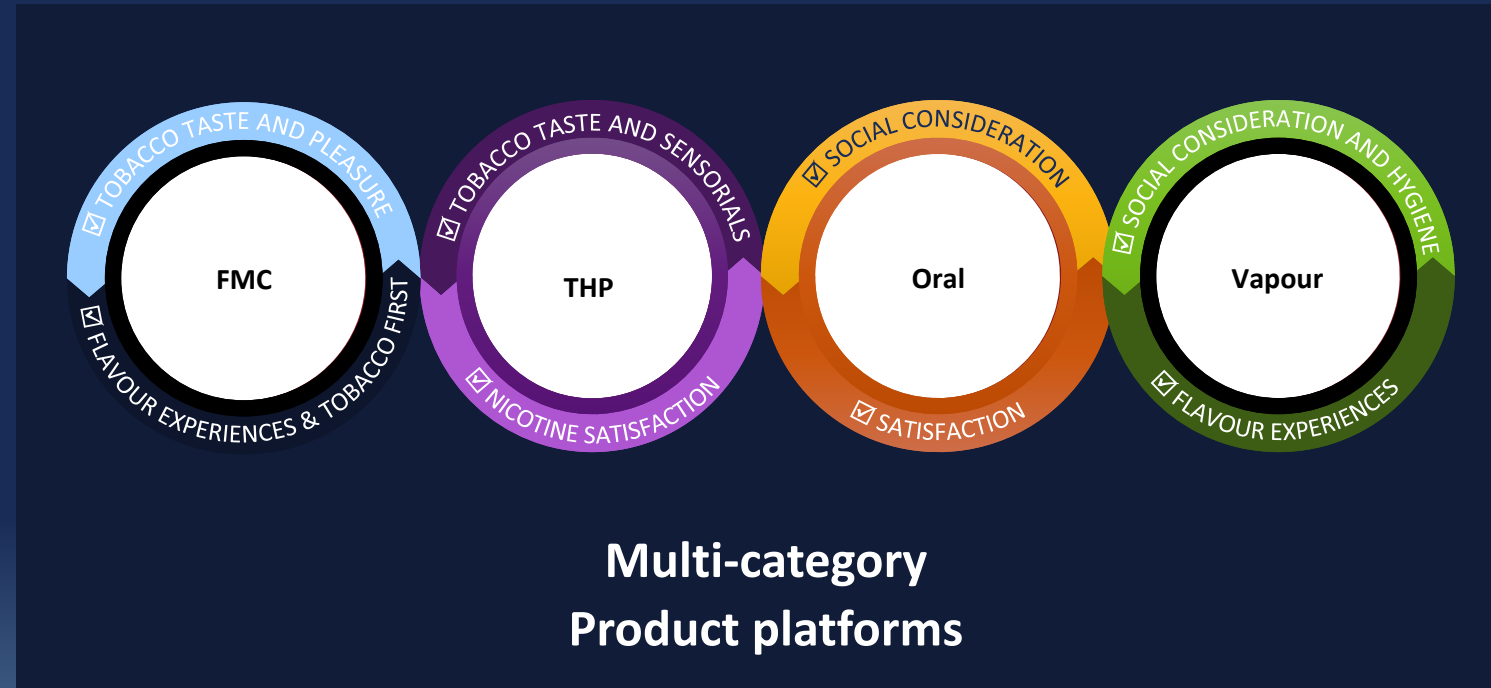 ☑ TOBACCO TASTE AND PLEASURE
FMC
☑ FLAVOUR EXPERIENCES & TOBACCO FIRST
☑ TOBACCO TASTE AND SENSORIALS
THP
☑ NICOTINE SATISFACTION
☑ SOCIAL CONSIDERATION
Oral
☑ SATISFACTION
☑ SOCIAL CONSIDERATION AND HYGIENE
Vapour
☑ FLAVOUR EXPERIENCES
Multi-category
Product platforms